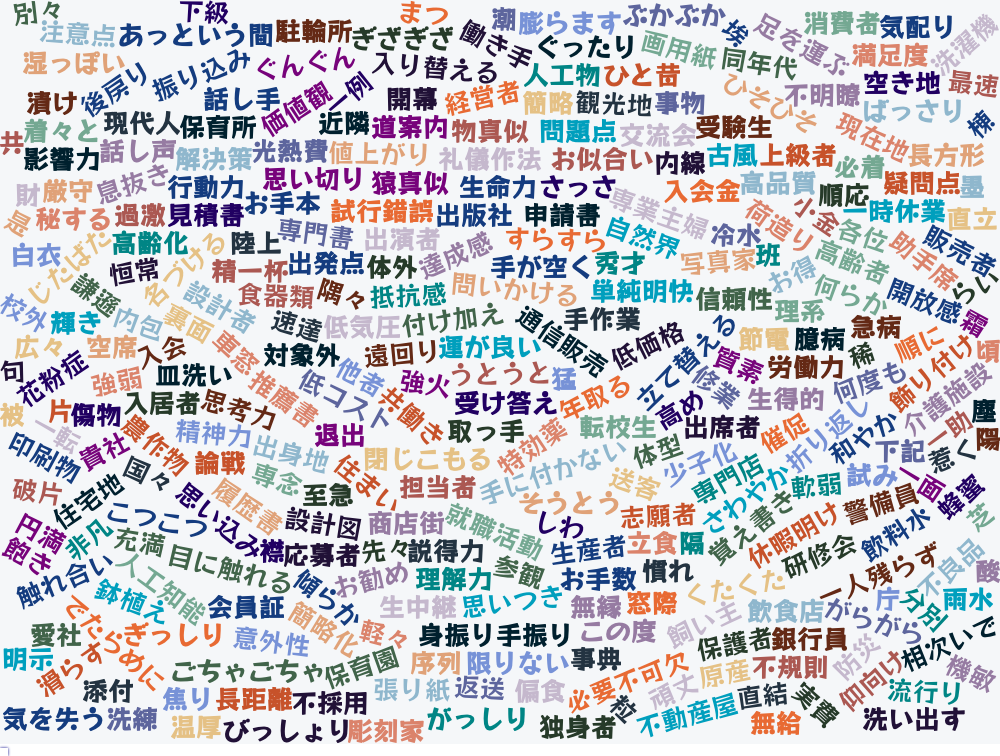 別々
下級
まつ
潮
膨らます
ぶかぶか
埃
足を運ぶ
消費者
気配り
洗濯機
注意点
あっという間
駐輪所
ぎざぎざ
働き手
ぐったり
画用紙
同年代
満足度
湿っぽい
後戻り
振り込み
ぐんぐん
入り替える
人工物
ひと昔
ひそひそ
不明瞭
空き地
最速
漬け
話し手
価値観
一例
開幕
経営者
簡略
観光地
事物
ばっさり
棟
共
着々と
現代人
保育所
近隣
道案内
物真似
問題点
交流会
受験生
現在地
長方形
影響力
話し声
解決策
光熱費
値上がり
礼儀作法
お似合い
内線
古風
上級者
必着
財
厳守
息抜き
行動力
思い切り
猿真似
生命力
さっさ
専業主婦
入会金
高品質
順応
疑問点
墨
是
秘する
過激
見積書
お手本
試行錯誤
出版社
申請書
自然界
荷造り
小金
一時休業
直立
白衣
じたばた
高齢化
名づける
陸上
専門書
出演者
達成感
すらすら
冷水
各位
助手席
販売者
恒常
精一杯
出発点
体外
手が空く
秀才
写真家
班
お得
高齢者
謙遜
設計者
食器類
隅々
抵抗感
問いかける
単純明快
信頼性
理系
何らか
開放感
らい
校外
輝き
内包
裏面
速達
低気圧
付け加え
通信販売
手作業
低価格
立て替える
節電
臆病
急病
霜
広々
空席
入会
車窓
対象外
遠回り
運が良い
質素
労働力
稀
順に
頃
句
花粉症
強弱
皿洗い
推薦書
低コスト
他者
強火
うとうと
猛
年取る
修業
生得的
何度も
飾り付け
被
片
傷物
入居者
思考力
共働き
受け答え
高め
出席者
介護施設
塵
一転
貴社
農作物
精神力
出身地
退出
取っ手
特効薬
転校生
体型
催促
折り返し
和やか
下記
一助
陽
印刷物
国々
論戦
専念
住まい
閉じこもる
手に付かない
送客
少子化
専門店
試み
惹く
破片
住宅地
思い込み
履歴書
至急
担当者
そうとう
さわやか
軟弱
一面
蜂蜜
円満
こつこつ
設計図
商店街
就職活動
しわ
志願者
覚え書き
休暇明け
警備員
芝
飽き
非凡
充満
目に触れる
襟
応募者
先々
説得力
参観
生産者
立食
隔
研修会
飲料水
触れ合い
人工知能
傾らか
お勧め
理解力
お手数
慣れ
くたくた
一人残らず
不良品
酸
鉢植え
会員証
簡略化
生中継
思いつき
無縁
窓際
飼い主
飲食店
がらがら
庁
分別
雨水
愛社
でたらめに
ぎっしり
意外性
軽々
身振り手振り
この度
保護者
銀行員
相次いで
明示
滑らす
ごちゃごちゃ
保育園
序列
限りない
事典
必要不可欠
原産
不規則
防災
仰向け
機敏
添付
焦り
長距離
不採用
張り紙
返送
偏食
粒
頑丈
直結
実費
流行り
気を失う
洗練
温厚
びっしょり
彫刻家
がっしり
独身者
不動産屋
無給
洗い出す